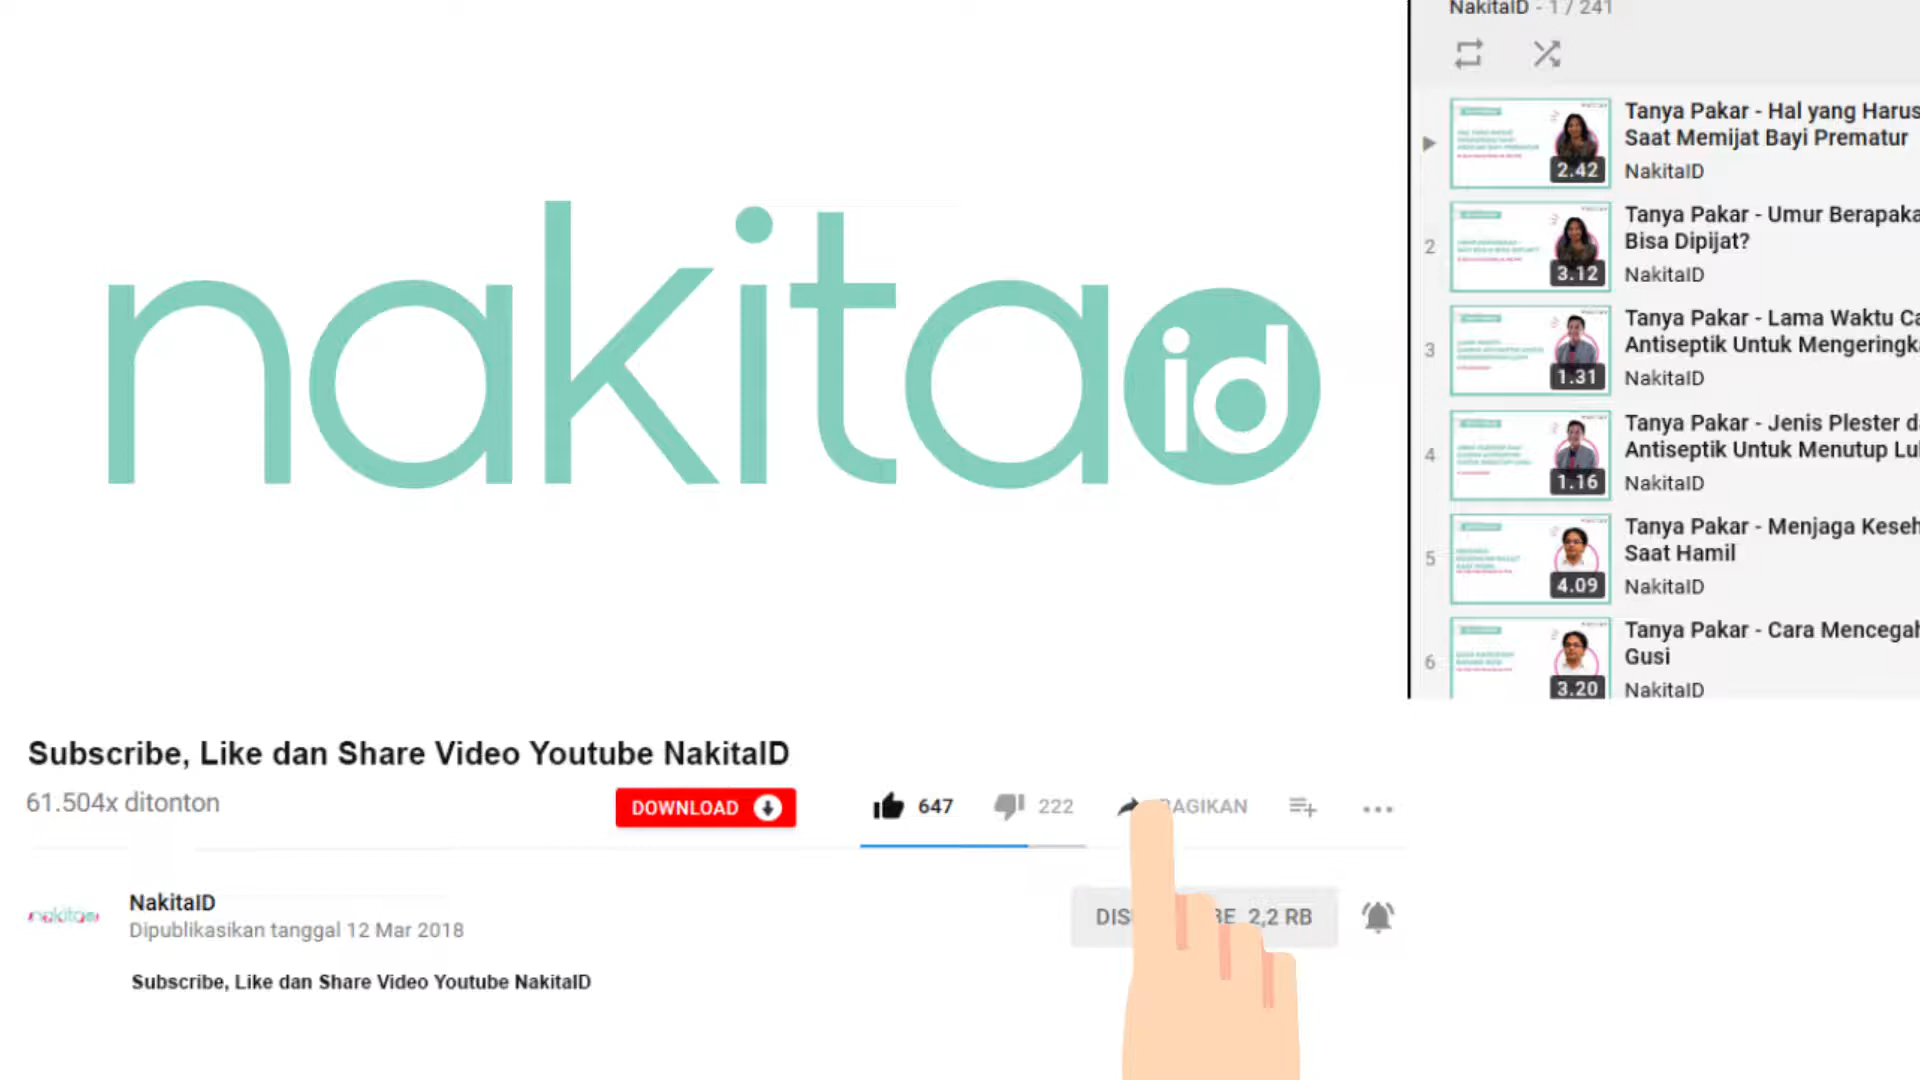 nakita id
NakitaID - 1 / 241
Tanya Pakar - Hal yang Harus
Saat Memijat Bayi Prematur
2.42
NakitaID
2
Tanya Pakar - Umur Berapaka
Bisa Dipijat?
3.12
NakitaID
3
Tanya Pakar - Lama Waktu Ca
Antiseptik Untuk Mengeringka
1.31
NakitaID
4
Tanya Pakar - Jenis Plester da
Antiseptik Untuk Menutup Lu
1.16
NakitaID
5
Tanya Pakar - Menjaga Keseh
Saat Hamil
4.09
NakitaID
6
Tanya Pakar - Cara Mencegah
Gusi
3.20
NakitaID
Subscribe, Like dan Share Video Youtube NakitaID
61.504x ditonton
DOWNLOAD
647
222
BAGIKAN
NakitaID
Dipublikasikan tanggal 12 Mar 2018
DIS BE 2,2 RB
Subscribe, Like dan Share Video Youtube NakitaID